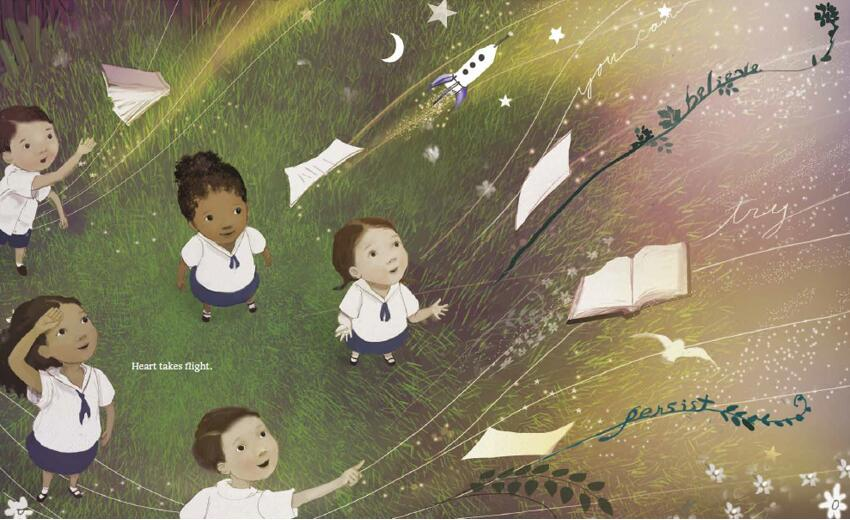 you can
believe
try
Heart takes flight.
persist